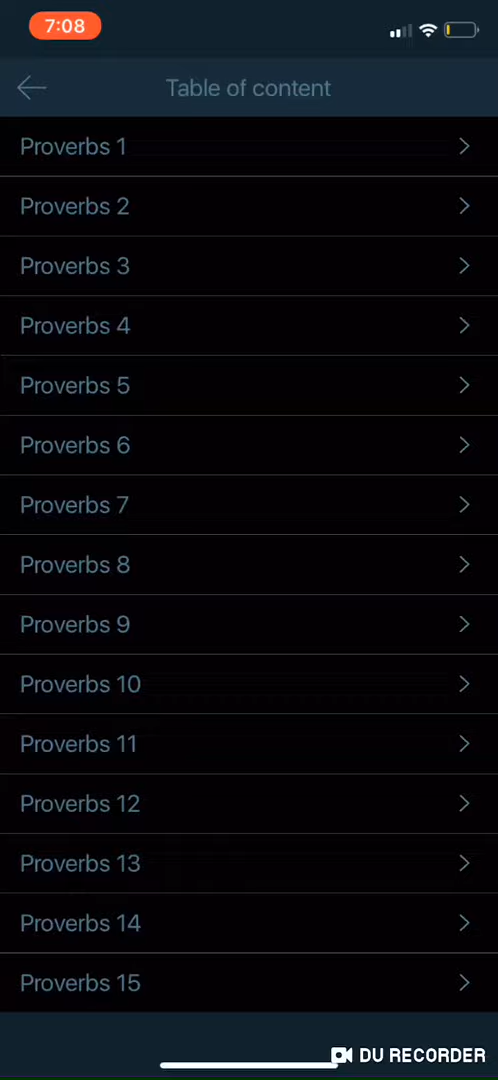 7:08
Table of content
Proverbs 1
Proverbs 2
Proverbs 3
Proverbs 4
Proverbs 5
Proverbs 6
Proverbs 7
Proverbs 8
Proverbs 9
Proverbs 10
Proverbs 11
Proverbs 12
Proverbs 13
Proverbs 14
Proverbs 15
DU RECORDER